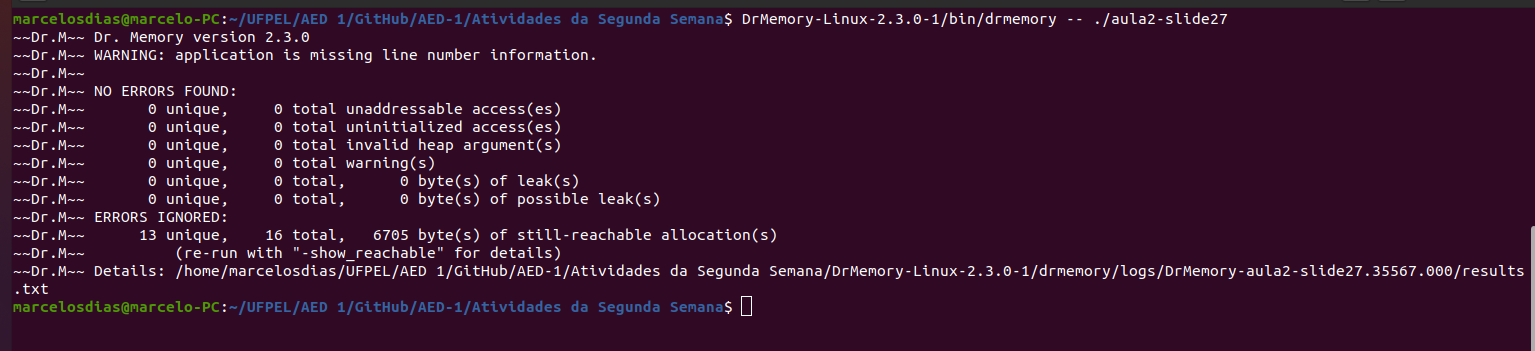 marcelosdias@marcelo-PC:~/UFPEL/AED 1/GitHub/AED-1/Atividades da Segunda Semana$ DrMemory-Linux-2.3.0-1/bin/drmemory -- ./aula2-slide27
~~Dr.M~~ Dr. Memory version 2.3.0
~~Dr.M~~ WARNING: application is missing line number information.
~~Dr.M~~
~~Dr.M~~ NO ERRORS FOUND:
~~Dr.M~~       0 unique,     0 total unaddressable access(es)
~~Dr.M~~       0 unique,     0 total uninitialized access(es)
~~Dr.M~~       0 unique,     0 total invalid heap argument(s)
~~Dr.M~~       0 unique,     0 total warning(s)
~~Dr.M~~       0 unique,     0 total,      0 byte(s) of leak(s)
~~Dr.M~~       0 unique,     0 total,      0 byte(s) of possible leak(s)
~~Dr.M~~ ERRORS IGNORED:
~~Dr.M~~      13 unique,    16 total,   6705 byte(s) of still-reachable allocation(s)
~~Dr.M~~          (re-run with "-show_reachable" for details)
~~Dr.M~~ Details: /home/marcelosdias/UFPEL/AED 1/GitHub/AED-1/Atividades da Segunda Semana/DrMemory-Linux-2.3.0-1/drmemory/logs/DrMemory-aula2-slide27.35567.000/results
.txt
marcelosdias@marcelo-PC:~/UFPEL/AED 1/GitHub/AED-1/Atividades da Segunda Semana$